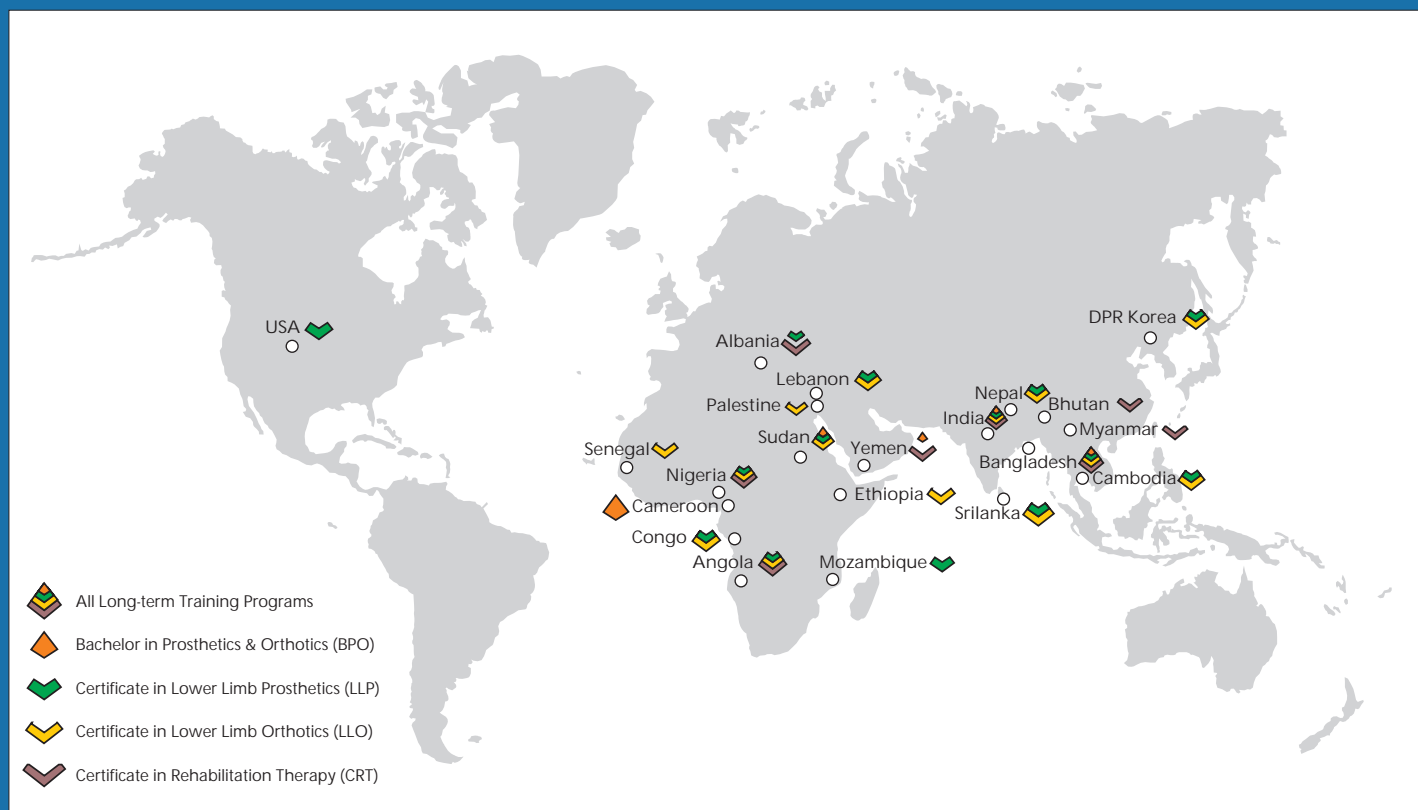 USA
DPR Korea
Albania
Lebanon
Nepal
Bhutan
Palestine
India
Myanmar
Sudan
Senegal
Yemen
Bangladesh
Nigeria
Cambodia
Ethiopia
Cameroon
Srilanka
Congo
Angola
Mozambique
All Long-term Training Programs
Bachelor in Prosthetics & Orthotics (BPO)
Certificate in Lower Limb Prosthetics (LLP)
Certificate in Lower Limb Orthotics (LLO)
Certificate in Rehabilitation Therapy (CRT)